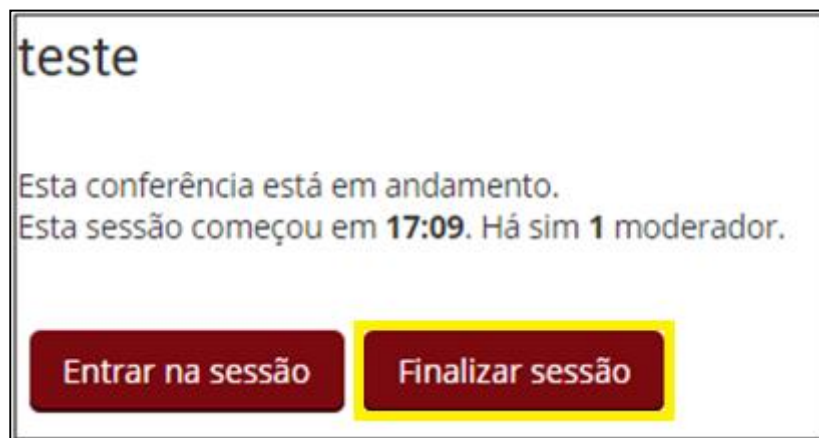 teste
Esta conferência está em andamento.
Esta sessão começou em 17:09. Há sim 1 moderador.
Entrar na sessão
Finalizar sessão